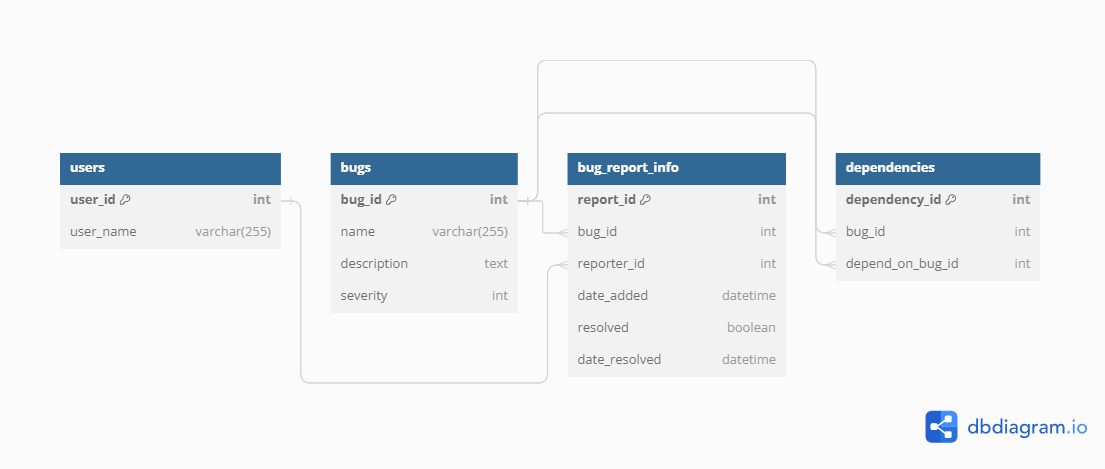 users
user_id int
user_name varchar(255)
bugs
bug_id int
name varchar(255)
description text
severity int
bug_report_info
report_id int
bug_id int
reporter_id int
date_added datetime
resolved boolean
date_resolved datetime
dependencies
dependency_id int
bug_id int
depend_on_bug_id int
dbdiagram.io